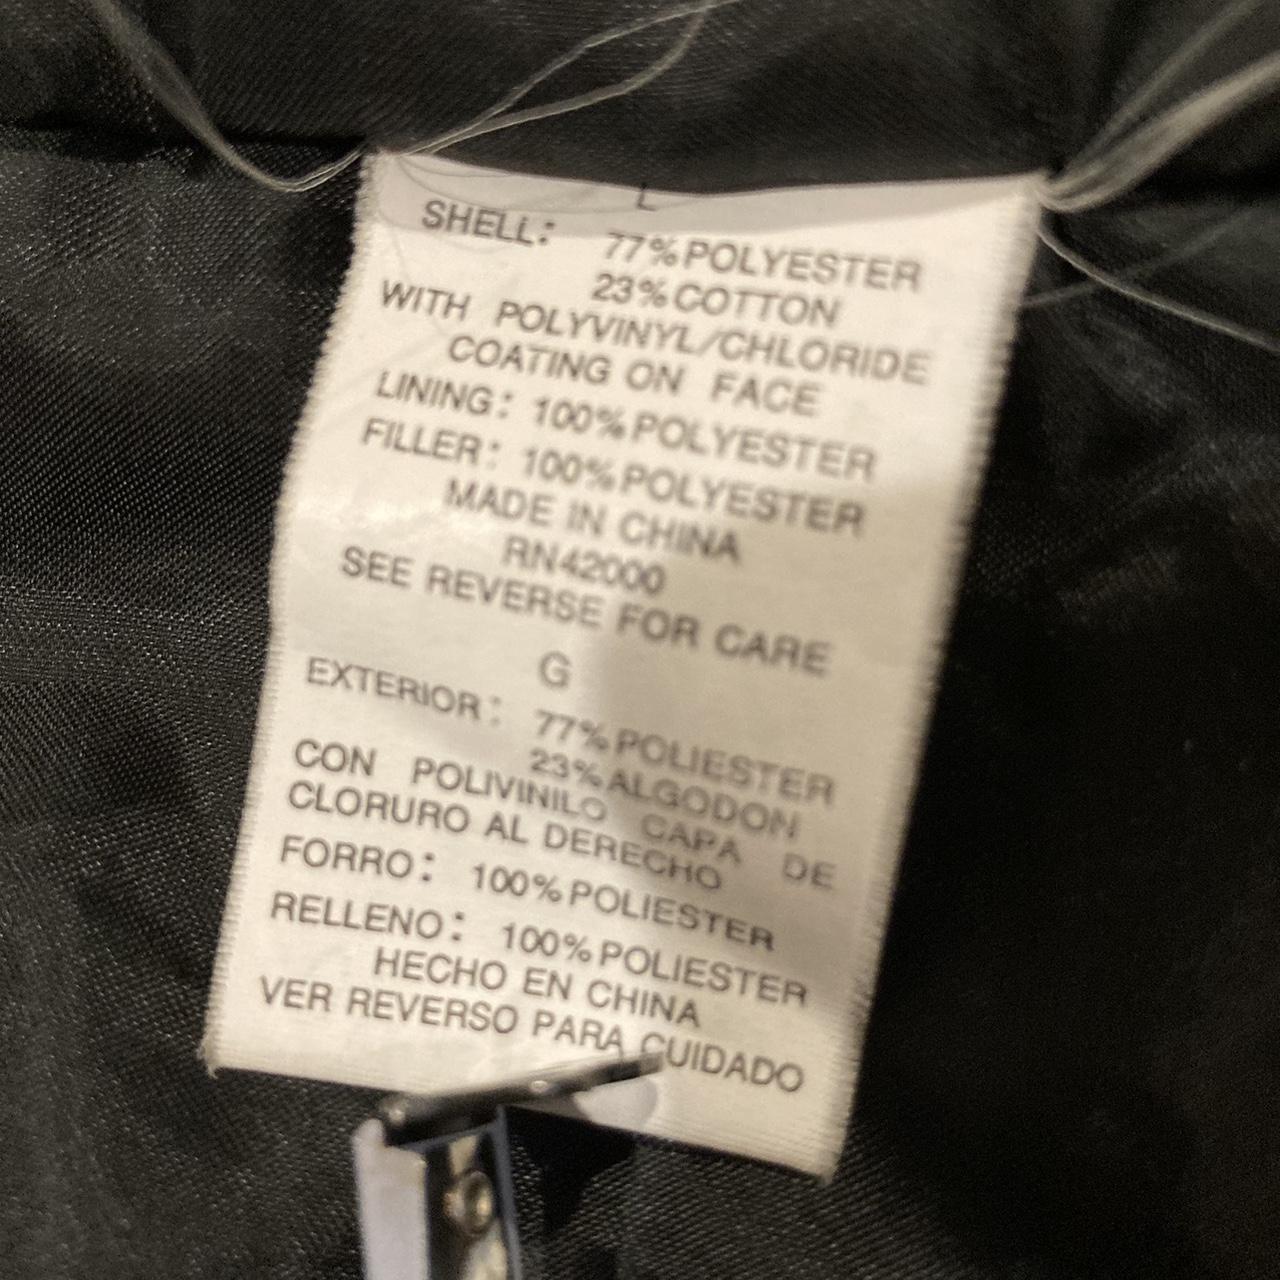 L
SHELL: 77%POLYESTER
23%COTTON
WITH POLYVINYL/CHLORIDE
COATING ON FACE
LINING: 100%POLYESTER
FILLER: 100%POLYESTER
MADE IN CHINA
RN42000
SEE REVERSE FOR CARE
G
EXTERIOR: 77%POLIESTER
23%ALGODON
CON POLIVINILO CAPA DE
CLORURO AL DERECHO
FORRO: 100%POLIESTER
RELLENO: 100%POLIESTER
HECHO EN CHINA
VER REVERSO PARA CUIDADO